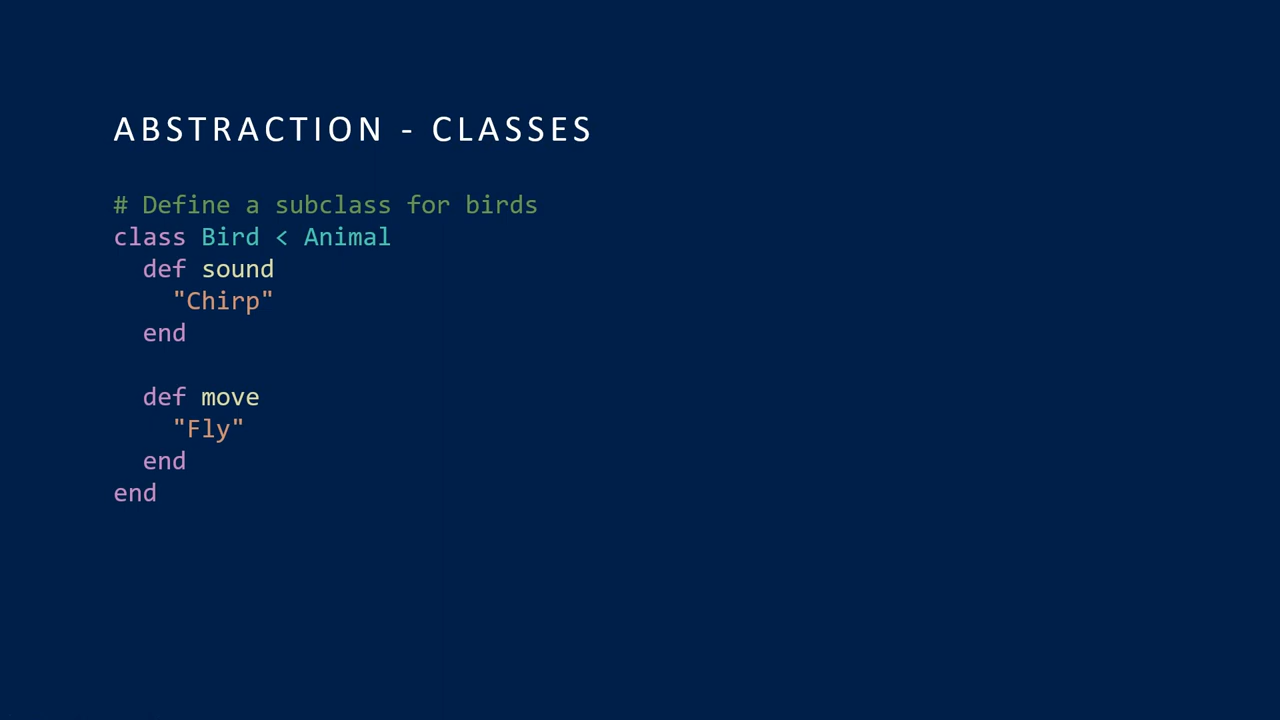 ABSTRACTION - CLASSES
# Define a subclass for birds
class Bird < Animal
  def sound
    "Chirp"
  end

  def move
    "Fly"
  end
end